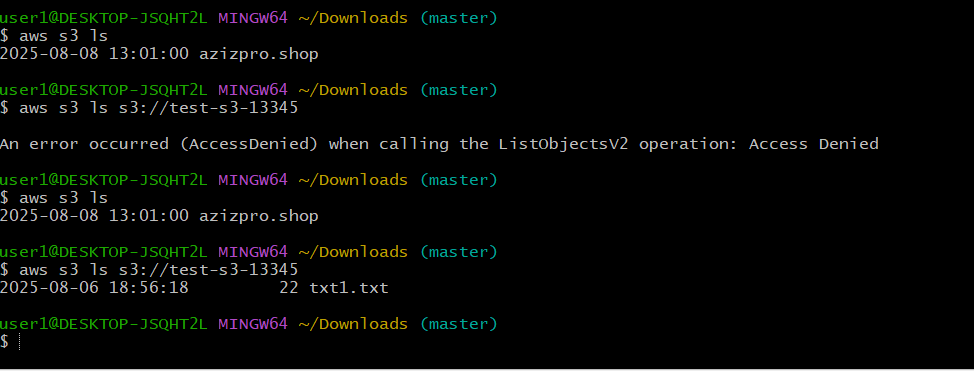 user1@DESKTOP-JSQHT2L MINGW64 ~/Downloads (master)
$ aws s3 ls
2025-08-08 13:01:00 azizpro.shop
user1@DESKTOP-JSQHT2L MINGW64 ~/Downloads (master)
$ aws s3 ls s3://test-s3-13345
An error occurred (AccessDenied) when calling the ListObjectsV2 operation: Access Denied
user1@DESKTOP-JSQHT2L MINGW64 ~/Downloads (master)
$ aws s3 ls
2025-08-08 13:01:00 azizpro.shop
user1@DESKTOP-JSQHT2L MINGW64 ~/Downloads (master)
$ aws s3 ls s3://test-s3-13345
2025-08-06 18:56:18         22 txt1.txt
user1@DESKTOP-JSQHT2L MINGW64 ~/Downloads (master)
$